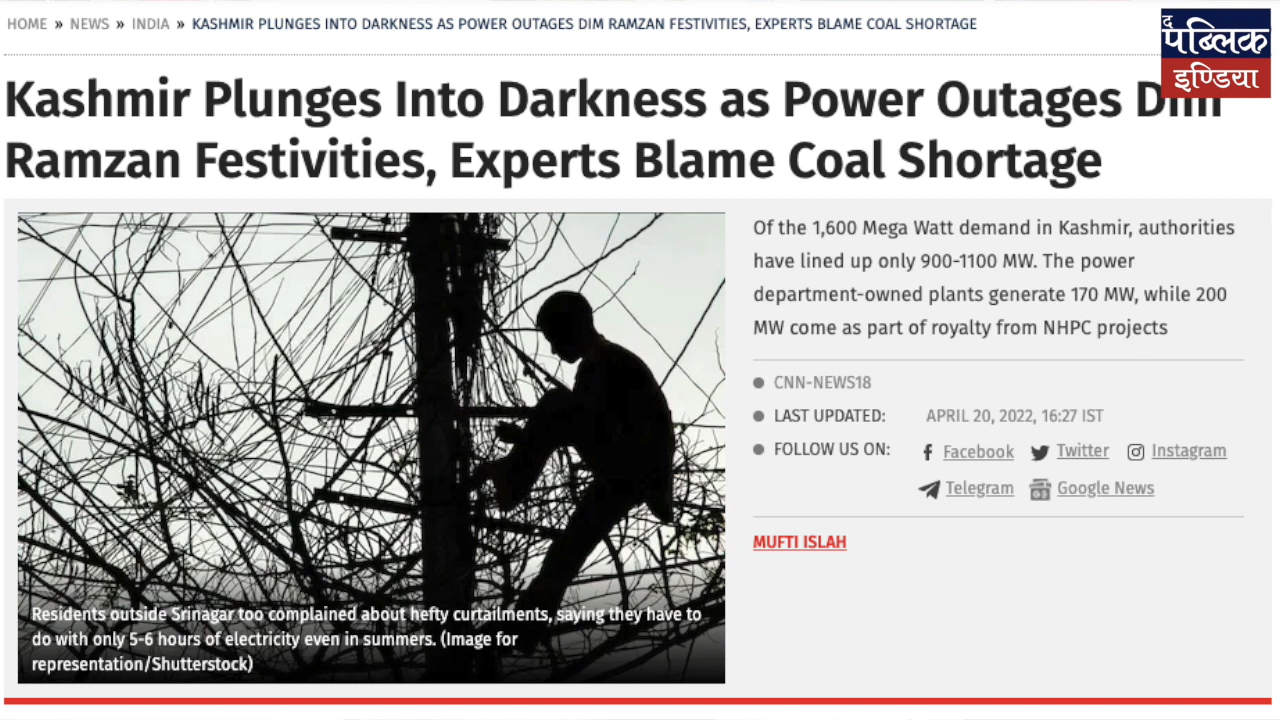 HOME » NEWS » INDIA » KASHMIR PLUNGES INTO DARKNESS AS POWER OUTAGES DIM RAMZAN FESTIVITIES, EXPERTS BLAME COAL SHORTAGE
द
पब्लिक
इण्डिया
Kashmir Plunges Into Darkness as Power Outages Dim
Ramzan Festivities, Experts Blame Coal Shortage
Of the 1,600 Mega Watt demand in Kashmir, authorities
have lined up only 900-1100 MW. The power
department-owned plants generate 170 MW, while 200
MW come as part of royalty from NHPC projects
CNN-NEWS18
LAST UPDATED: APRIL 20, 2022, 16:27 IST
FOLLOW US ON: Facebook Twitter Instagram
Telegram Google News
MUFTI ISLAH
Residents outside Srinagar too complained about hefty curtailments, saying they have to
do with only 5-6 hours of electricity even in summers. (Image for
representation/Shutterstock)